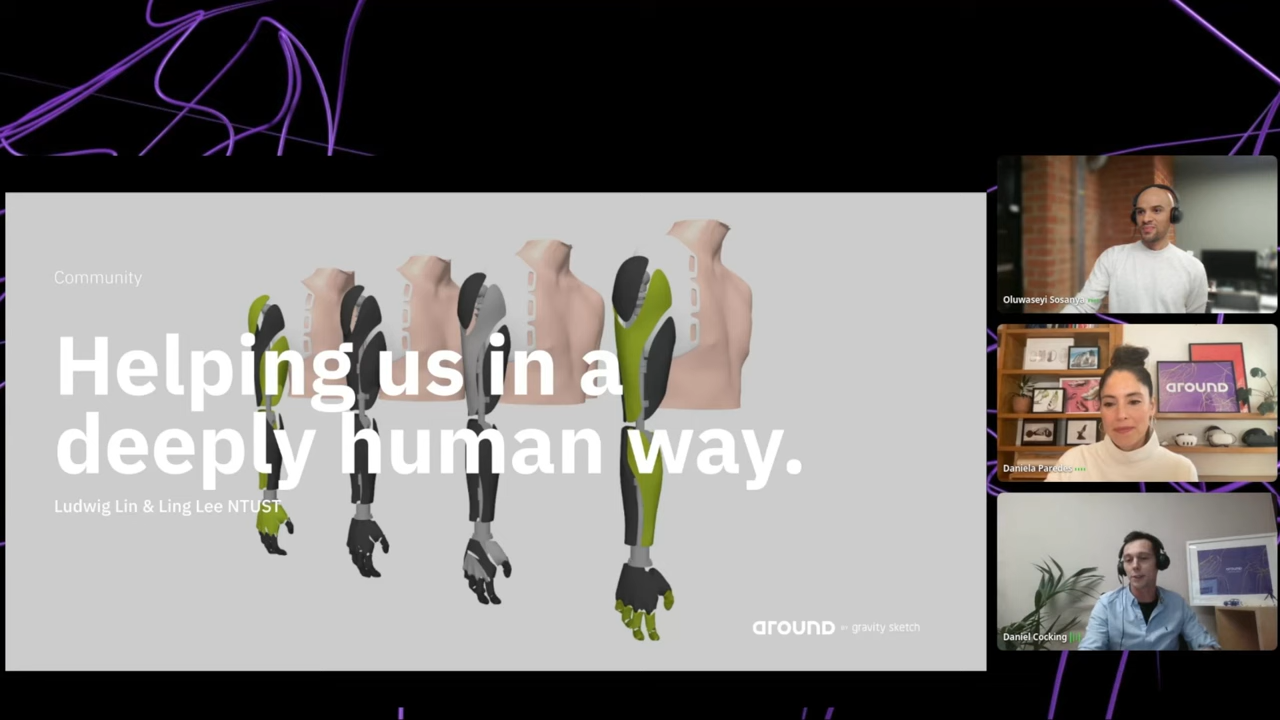 Community
Helping us in a
deeply human way.
Ludwig Lin & Ling Lee NTUST
around BY gravity sketch
Oluwaseyi Sosanya
around
Daniela Paredes
Daniel Cocking